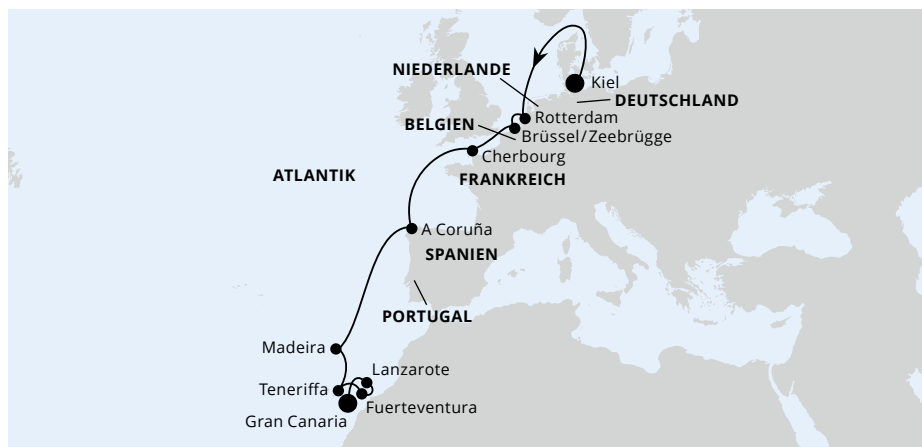 NIEDERLANDE
Kiel
DEUTSCHLAND
Rotterdam
BELGIEN
Brüssel/Zeebrügge
Cherbourg
ATLANTIK
FRANKREICH
A Coruña
SPANIEN
PORTUGAL
Madeira
Lanzarote
Teneriffa
Fuerteventura
Gran Canaria